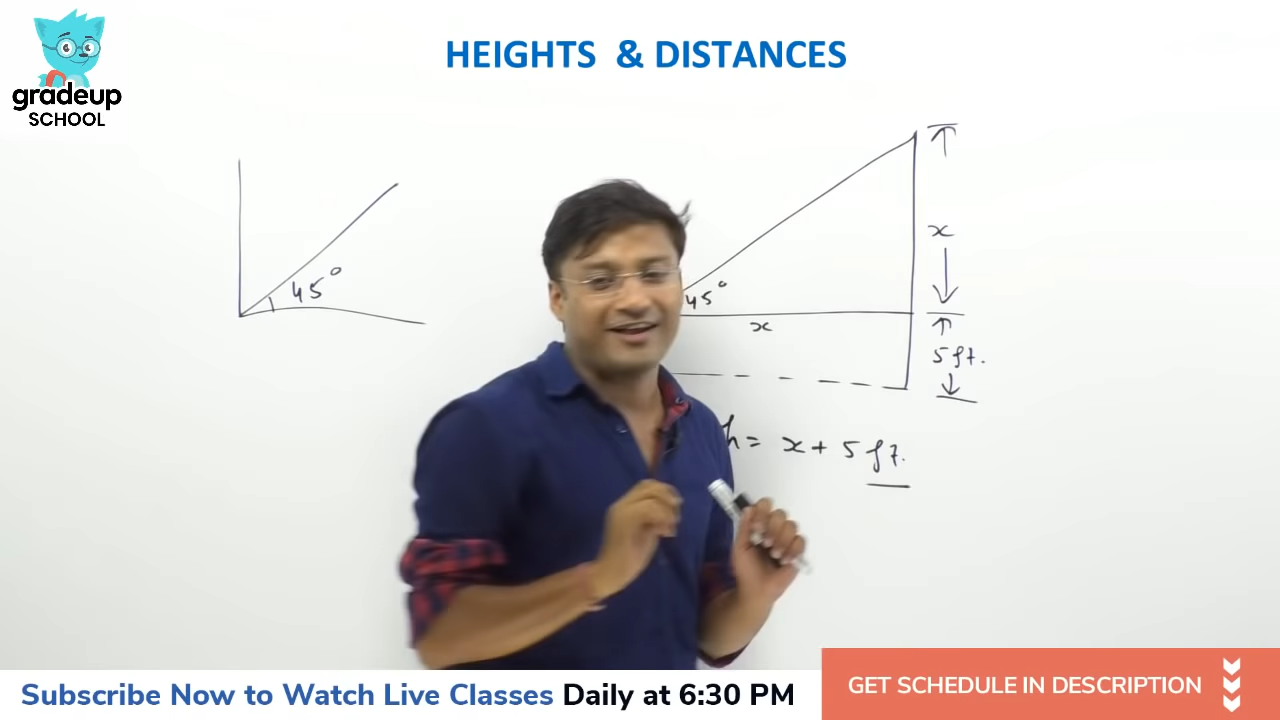 HEIGHTS & DISTANCES
gradeup
SCHOOL
45°
45°
x
x
5 ft.
h = x + 5 ft.
Subscribe Now to Watch Live Classes Daily at 6:30 PM
GET SCHEDULE IN DESCRIPTION